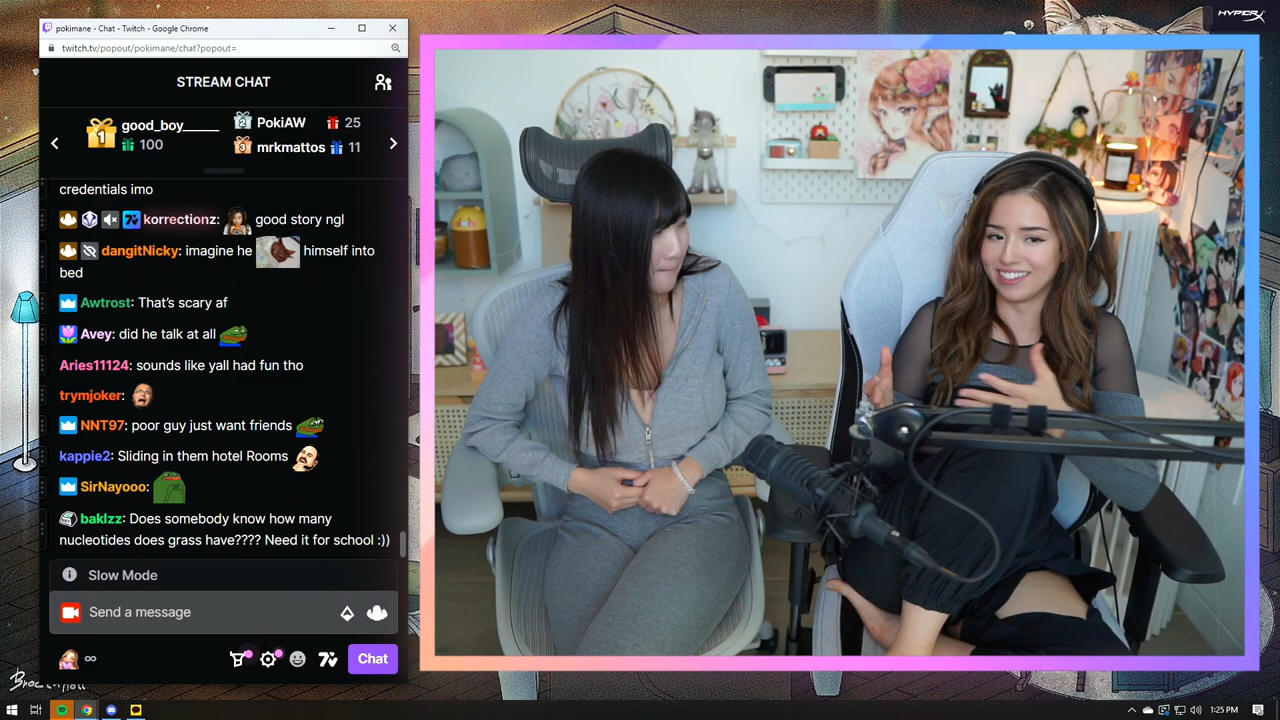 HYPERX
pokimane - Chat - Twitch - Google Chrome
twitch.tv/popout/pokimane/chat?popout=
STREAM CHAT
1 good_boy______ 100
2 PokiAW 25
3 mrkmattos 11
credentials imo
korrectionz: good story ngl
dangitNicky: imagine he himself into
bed
Awtrost: That's scary af
Avey: did he talk at all
Aries11124: sounds like yall had fun tho
trymjoker:
NNT97: poor guy just want friends
kappie2: Sliding in them hotel Rooms
SirNayooo:
baklzz: Does somebody know how many
nucleotides does grass have???? Need it for school :))
Slow Mode
Send a message
∞
Chat
1:25 PM